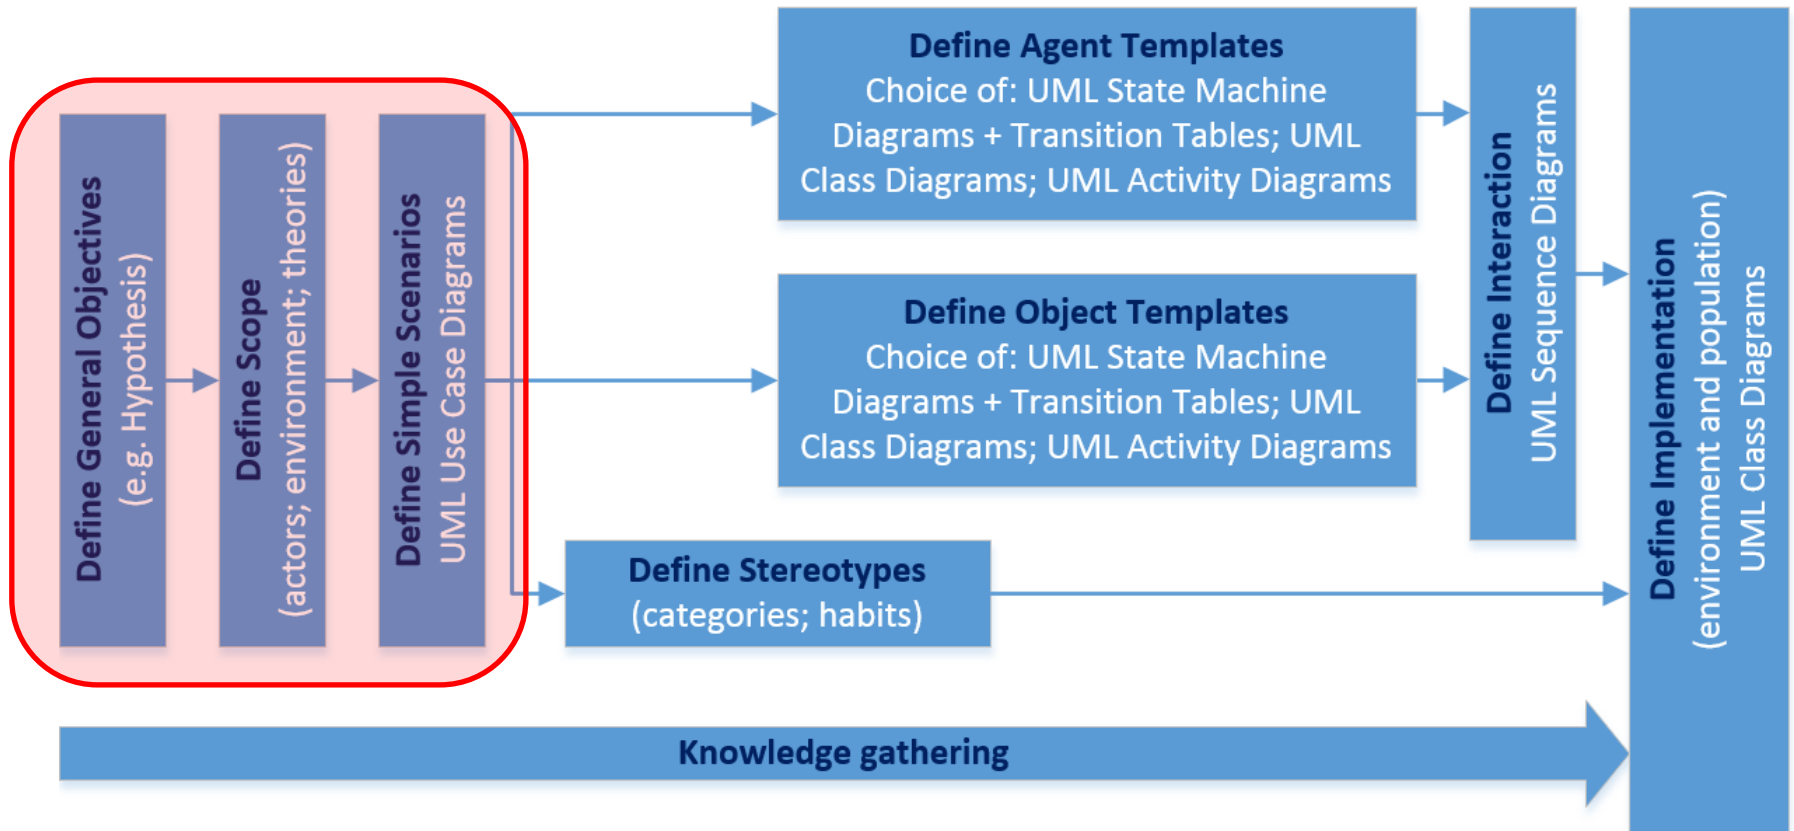 Define General Objectives
(e.g. Hypothesis)
Define Scope
(actors; environment; theories)
Define Simple Scenarios
UML Use Case Diagrams
Define Agent Templates
Choice of: UML State Machine
Diagrams + Transition Tables; UML
Class Diagrams; UML Activity Diagrams
Define Object Templates
Choice of: UML State Machine
Diagrams + Transition Tables; UML
Class Diagrams; UML Activity Diagrams
Define Stereotypes
(categories; habits)
Define Interaction
UML Sequence Diagrams
Define Implementation
(environment and population)
UML Class Diagrams
Knowledge gathering